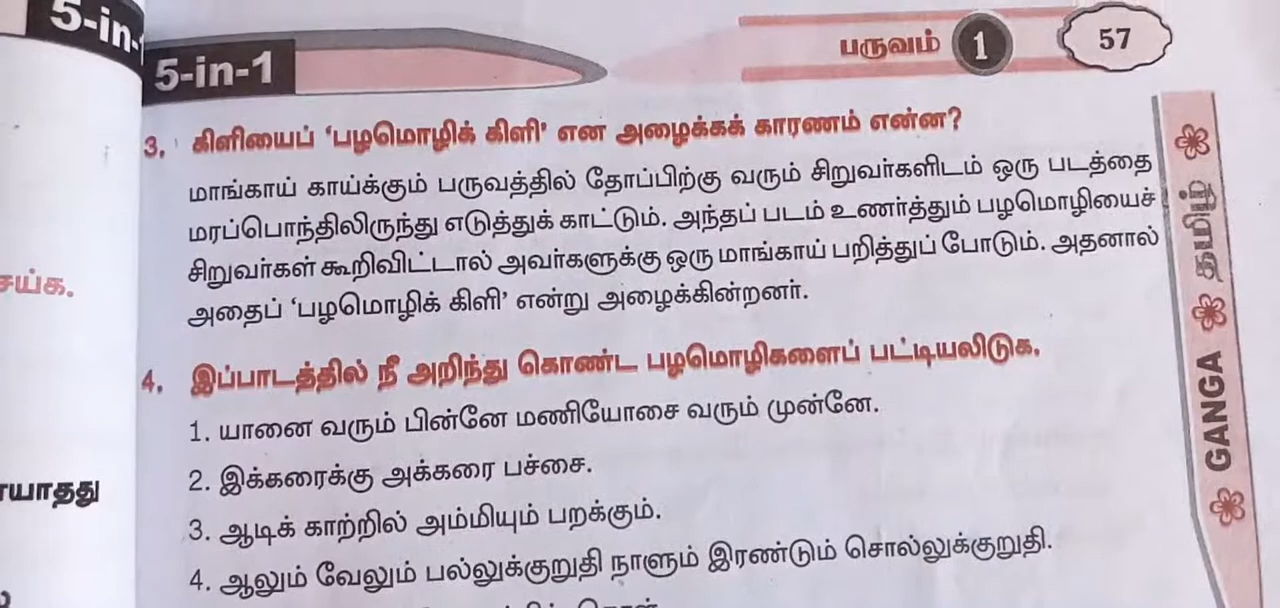 5-in-
5-in-1
பருவம் 1
57
3. கிளியைப் ‘பழமொழிக் கிளி’ என அழைக்கக் காரணம் என்ன?
மாங்காய் காய்க்கும் பருவத்தில் தோப்பிற்கு வரும் சிறுவர்களிடம் ஒரு படத்தை
மரப்பொந்திலிருந்து எடுத்துக் காட்டும். அந்தப் படம் உணர்த்தும் பழமொழியைச்
சிறுவர்கள் கூறிவிட்டால் அவர்களுக்கு ஒரு மாங்காய் பறித்துப் போடும். அதனால்
அதைப் ‘பழமொழிக் கிளி’ என்று அழைக்கின்றனர்.
4. இப்பாடத்தில் நீ அறிந்து கொண்ட பழமொழிகளைப் பட்டியலிடுக.
1. யானை வரும் பின்னே மணியோசை வரும் முன்னே.
2. இக்கரைக்கு அக்கரை பச்சை.
3. ஆடிக் காற்றில் அம்மியும் பறக்கும்.
4. ஆலும் வேலும் பல்லுக்குறுதி நாளும் இரண்டும் சொல்லுக்குறுதி.
GANGA தமிழ்